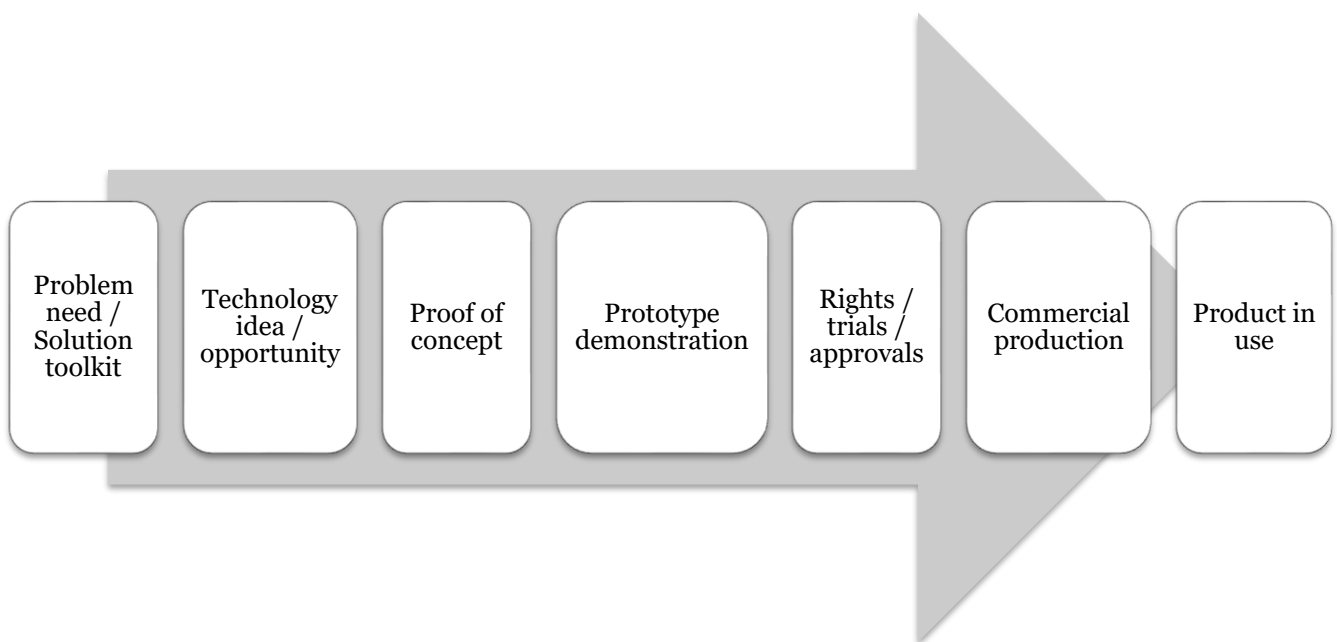 Problem
need /
Solution
toolkit
Technology
idea /
opportunity
Proof of
concept
Prototype
demonstration
Rights /
trials /
approvals
Commercial
production
Product in
use